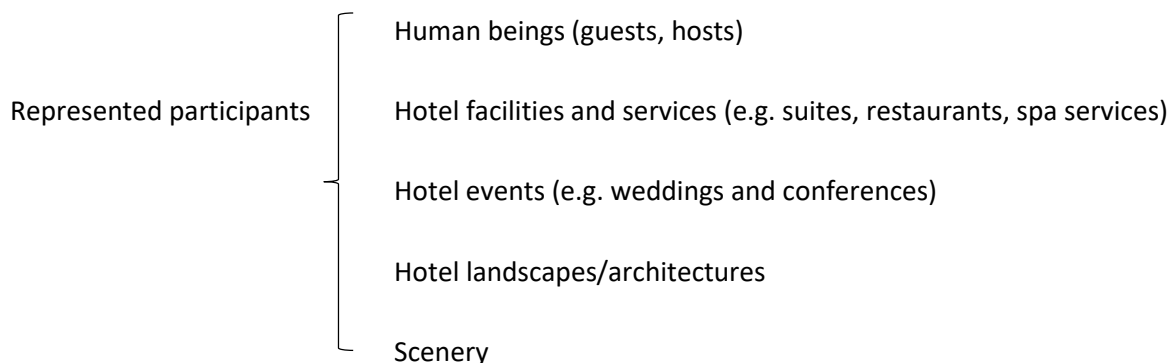 Human beings (guests, hosts)
Represented participants
Hotel facilities and services (e.g. suites, restaurants, spa services)
Hotel events (e.g. weddings and conferences)
Hotel landscapes/architectures
Scenery